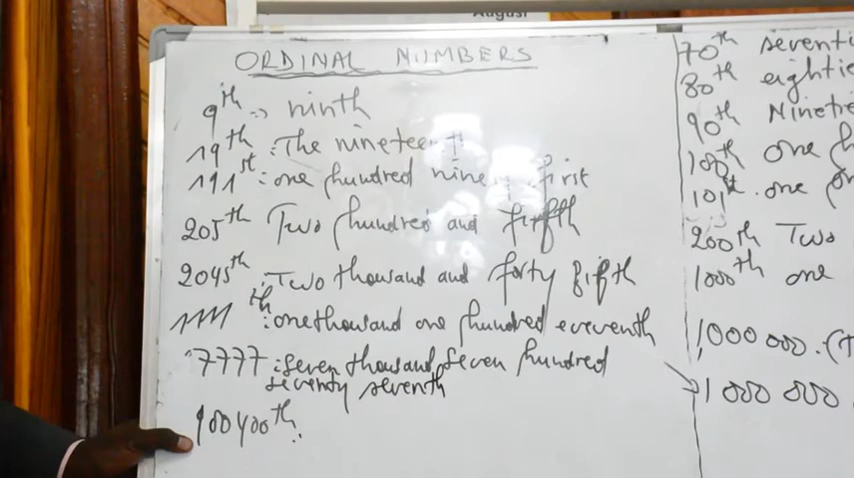 August
ORDINAL NUMBERS
9th => ninth
19th : The nineteenth
191st : one hundred ninety first
205th Two hundred and fifth
2045th : Two thousand and forty fifth
1111th : one thousand one hundred eleventh
7777 : seven thousand seven hundred
seventy seventh
900400th :
70th seventi
80th eightie
90th Ninetie
100th one h
101st one
200th Two
1000th one
1,000 000. (T
1 000 000